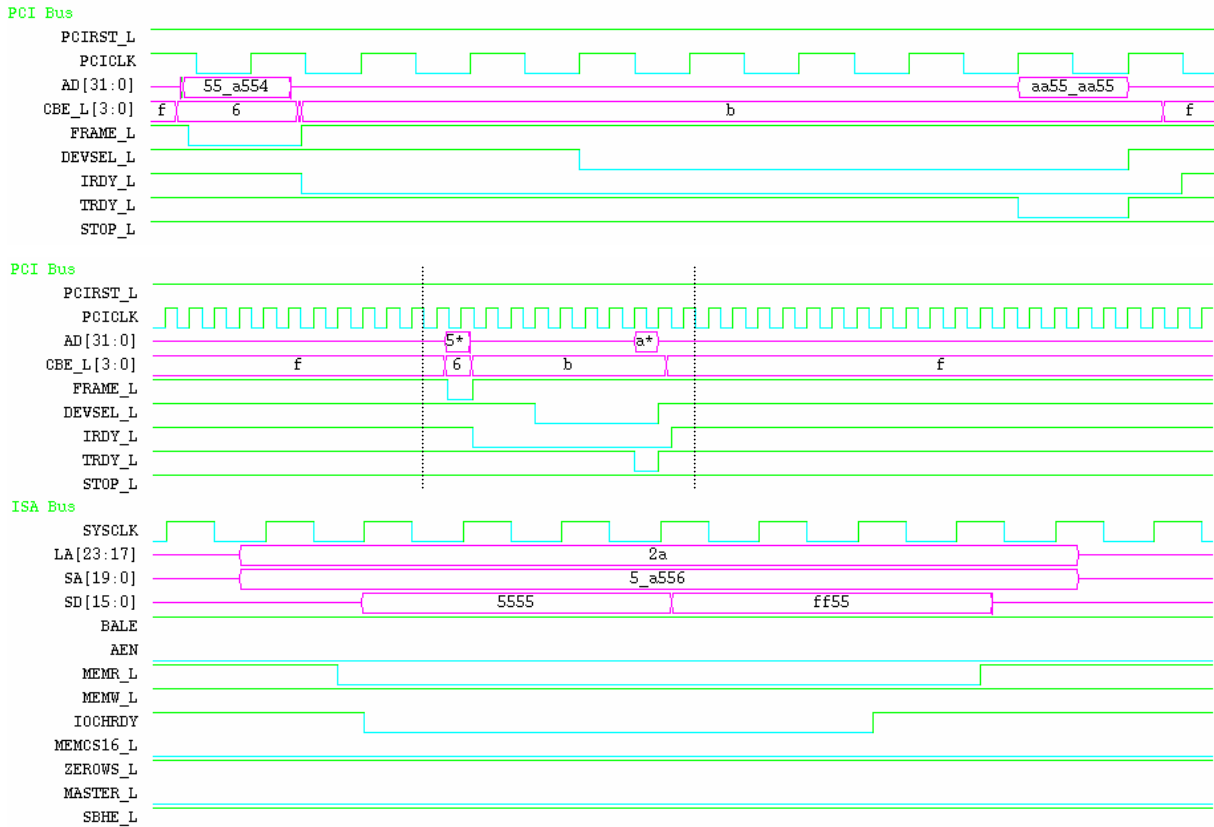 PCI Bus
PCIRST_L
PCICLK
AD[31:0] 55_a554 aa55_aa55
CBE_L[3:0] f 6 b f
FRAME_L
DEVSEL_L
IRDY_L
TRDY_L
STOP_L
PCI Bus
PCIRST_L
PCICLK
AD[31:0] 5* a*
CBE_L[3:0] f 6 b f
FRAME_L
DEVSEL_L
IRDY_L
TRDY_L
STOP_L
ISA Bus
SYSCLK
LA[23:17] 2a
SA[19:0] 5_a556
SD[15:0] 5555 ff55
BALE
AEN
MEMR_L
MEMW_L
IOCHRDY
MEMCS16_L
ZEROWS_L
MASTER_L
SBHE_L